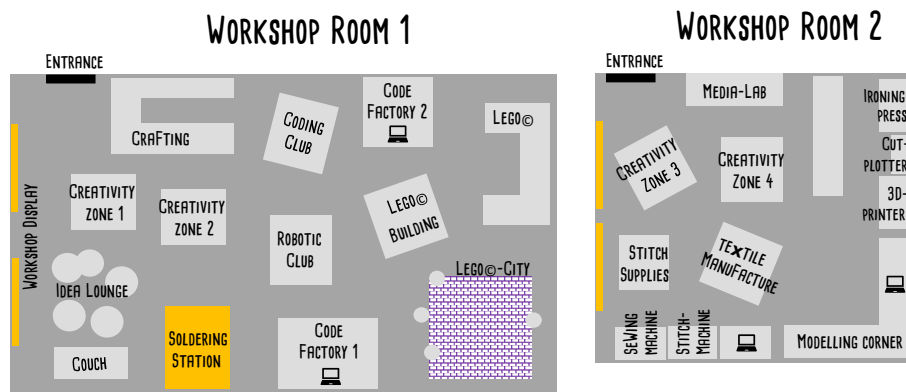 Workshop Room 1
Entrance
Crafting
Coding
Club
Code
Factory 2
Lego©
Workshop Display
Creativity
zone 1
Creativity
zone 2
Lego©
Building
Robotic
Club
Idea Lounge
Lego©-City
Soldering
Station
Code
Factory 1
Couch
Workshop Room 2
Entrance
Media-Lab
Ironing
press
Cut-
plotter
3D-
printer
Creativity
Zone 3
Creativity
Zone 4
Stitch
Supplies
Textile
Manufacture
Sewing
Machine
Stitch-
Machine
Modelling corner